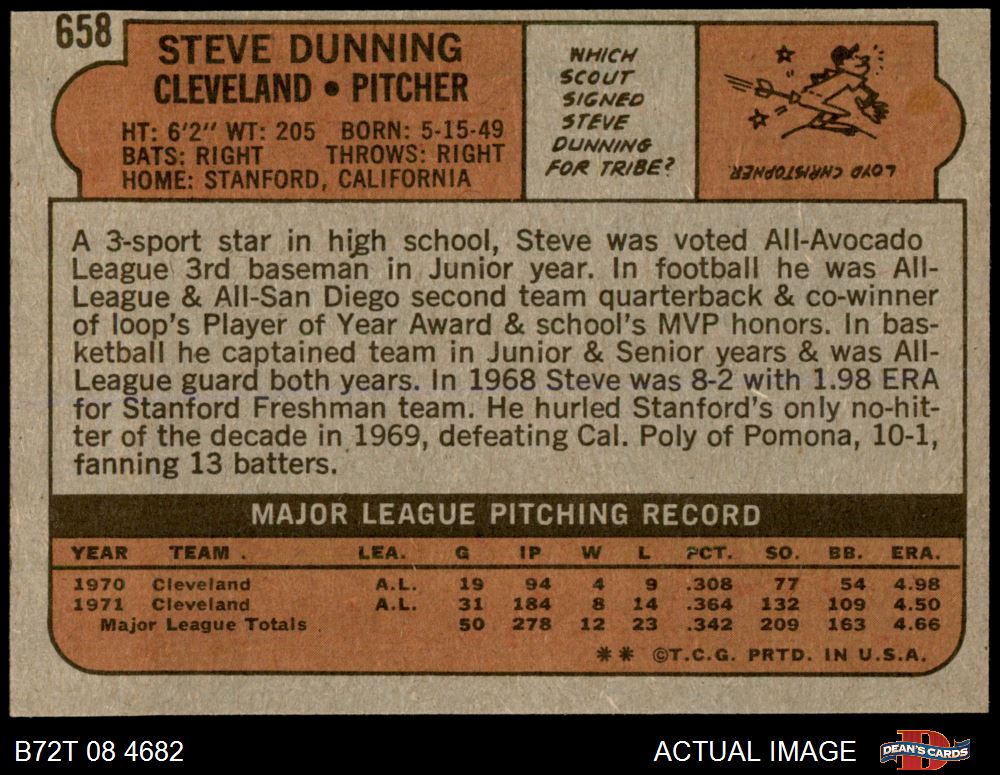 658
STEVE DUNNING
CLEVELAND • PITCHER
HT: 6'2" WT: 205 BORN: 5-15-49
BATS: RIGHT THROWS: RIGHT
HOME: STANFORD, CALIFORNIA
WHICH
SCOUT
SIGNED
STEVE
DUNNING
FOR TRIBE?
LOYD CHRISTOPHER
A 3-sport star in high school, Steve was voted All-Avocado
League 3rd baseman in Junior year. In football he was All-
League & All-San Diego second team quarterback & co-winner
of loop's Player of Year Award & school's MVP honors. In bas-
ketball he captained team in Junior & Senior years & was All-
League guard both years. In 1968 Steve was 8-2 with 1.98 ERA
for Stanford Freshman team. He hurled Stanford's only no-hit-
ter of the decade in 1969, defeating Cal. Poly of Pomona, 10-1,
fanning 13 batters.
MAJOR LEAGUE PITCHING RECORD
YEAR TEAM . LEA. G IP W L PCT. SO. BB. ERA.
1970 Cleveland A.L. 19 94 4 9 .308 77 54 4.98
1971 Cleveland A.L. 31 184 8 14 .364 132 109 4.50
Major League Totals 50 278 12 23 .342 209 163 4.66
** ©T.C.G. PRTD. IN U.S.A.
B72T 08 4682 ACTUAL IMAGE DEAN'S CARDS